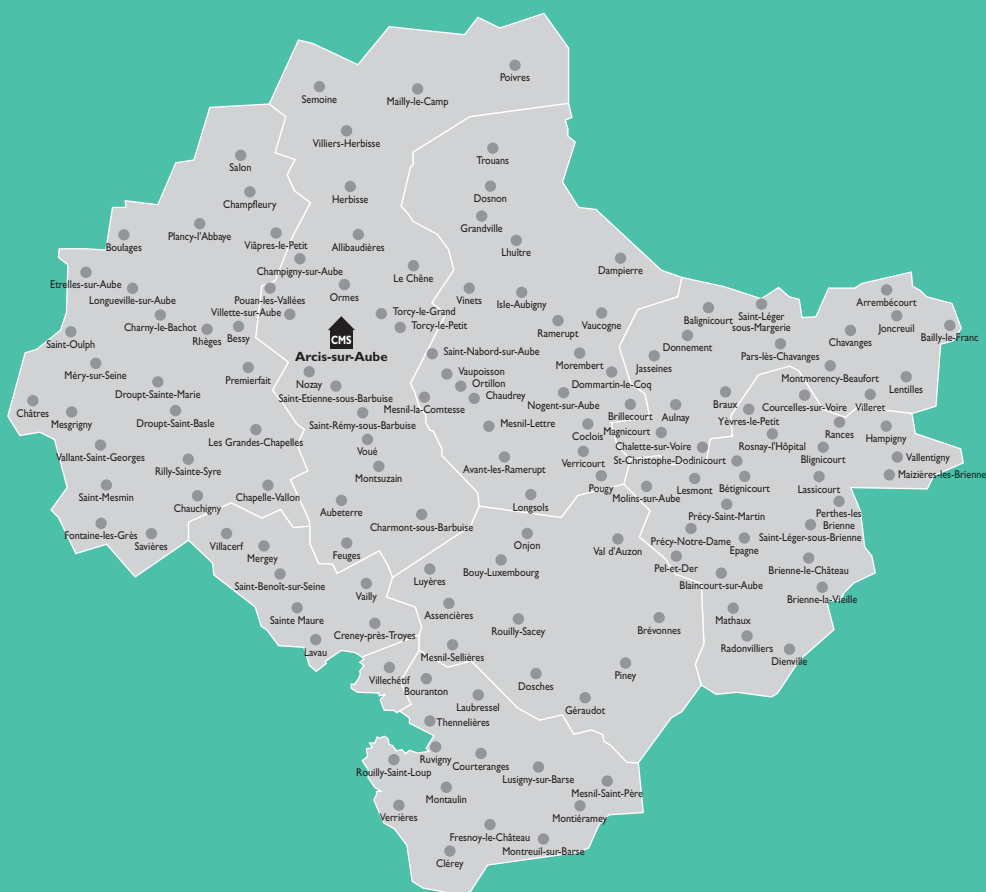 Poivres
Semoine
Mailly-le-Camp
Villiers-Herbisse
Trouans
Salon
Dosnon
Herbisse
Champfleury
Grandville
Plancy-l'Abbaye
Boulages
Viâpres-le-Petit
Allibaudières
Lhuître
Champigny-sur-Aube
Le Chêne
Dampierre
Etrelles-sur-Aube
Longueville-sur-Aube
Pouan-les-Vallées
Ormes
Vinets
Isle-Aubigny
Arrembécourt
Villette-sur-Aube
Torcy-le-Grand
Torcy-le-Petit
Charny-le-Bachot
Rhèges
Bessy
Ramerupt
Vaucogne
Balignicourt
Saint-Léger
sous-Margerie
Joncreuil
Bailly-le-Franc
Chavanges
Saint-Oulph
CMS
Arcis-sur-Aube
Saint-Nabord-sur-Aube
Donnement
Pars-lès-Chavanges
Jasseines
Morembert
Méry-sur-Seine
Premierfait
Nozay
Vaupoisson
Ortillon
Chaudrey
Dommartin-le-Coq
Montmorency-Beaufort
Lentilles
Droupt-Sainte-Marie
Saint-Etienne-sous-Barbuise
Mesnil-la-Comtesse
Nogent-sur-Aube
Braux
Courcelles-sur-Voire
Villeret
Châtres
Mesgrigny
Droupt-Saint-Basle
Saint-Rémy-sous-Barbuise
Mesnil-Lettre
Brillecourt
Aulnay
Yèvres-le-Petit
Rances
Hampigny
Les Grandes-Chapelles
Coclois
Magnicourt
Chalette-sur-Voire
Rosnay-l'Hôpital
Voué
Vallant-Saint-Georges
Rilly-Sainte-Syre
Montsuzain
Avant-les-Ramerupt
Verricourt
St-Christophe-Dodinicourt
Blignicourt
Vallentigny
Maizières-les-Brienne
Saint-Mesmin
Chauchigny
Chapelle-Vallon
Aubeterre
Longsols
Pougy
Molins-sur-Aube
Lesmont
Bétignicourt
Lassicourt
Fontaine-les-Grès
Savières
Charmont-sous-Barbuise
Précy-Saint-Martin
Perthes-les
Brienne
Villacerf
Mergey
Feuges
Onjon
Val d'Auzon
Précy-Notre-Dame
Epagne
Saint-Léger-sous-Brienne
Saint-Benoît-sur-Seine
Vailly
Luyères
Bouy-Luxembourg
Pel-et-Der
Blaincourt-sur-Aube
Brienne-le-Château
Brienne-la-Vieille
Sainte Maure
Creney-près-Troyes
Assencières
Rouilly-Sacey
Brévonnes
Mathaux
Lavau
Mesnil-Sellières
Radonvilliers
Dienville
Villechétif
Bouranton
Dosches
Piney
Laubressel
Géraudot
Thennelières
Ruvigny
Rouilly-Saint-Loup
Courteranges
Lusigny-sur-Barse
Mesnil-Saint-Père
Montaulin
Verrières
Montiéramey
Fresnoy-le-Château
Montreuil-sur-Barse
Clérey